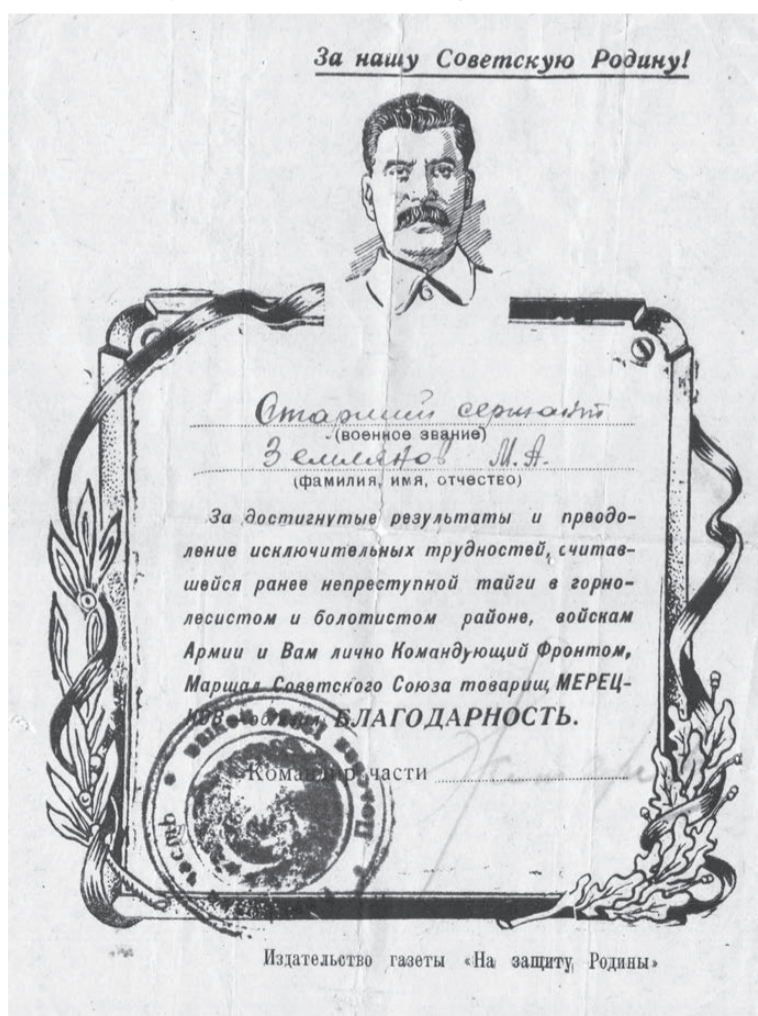 За нашу Советскую Родину!
Старший сержант
(военное звание)
Землянов М.А.
(фамилия, имя, отчество)
За достигнутые результаты и преодо-
ление исключительных трудностей, считав-
шейся ранее непреступной тайги в горно-
лесистом и болотистом районе, войскам
Армии и Вам лично Командующий Фронтом,
Маршал Советского Союза товарищ МЕРЕЦ-
КОВ БЛАГОДАРНОСТЬ.
Командир части
Издательство газеты «На защиту Родины»